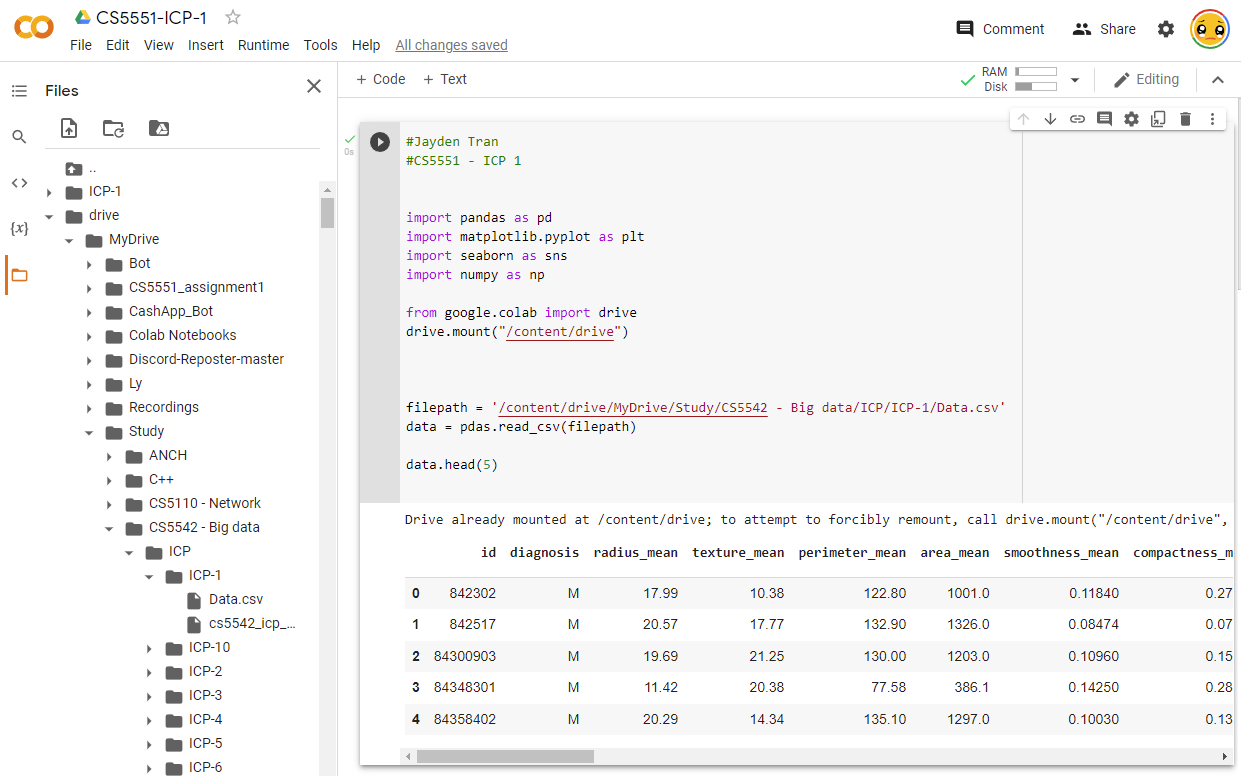 CS5551-ICP-1
File Edit View Insert Runtime Tools Help All changes saved
Comment Share
Files
+ Code + Text
RAM
Disk
Editing
..
ICP-1
drive
MyDrive
Bot
CS5551_assignment1
CashApp_Bot
Colab Notebooks
Discord-Reposter-master
Ly
Recordings
Study
ANCH
C++
CS5110 - Network
CS5542 - Big data
ICP
ICP-1
Data.csv
cs5542_icp_...
ICP-10
ICP-2
ICP-3
ICP-4
ICP-5
ICP-6
{x}
0s
#Jayden Tran
#CS5551 - ICP 1
import pandas as pd
import matplotlib.pyplot as plt
import seaborn as sns
import numpy as np
from google.colab import drive
drive.mount("/content/drive")
filepath = '/content/drive/MyDrive/Study/CS5542 - Big data/ICP/ICP-1/Data.csv'
data = pdas.read_csv(filepath)
data.head(5)
Drive already mounted at /content/drive; to attempt to forcibly remount, call drive.mount("/content/drive",
id diagnosis radius_mean texture_mean perimeter_mean area_mean smoothness_mean compactness_m
0 842302 M 17.99 10.38 122.80 1001.0 0.11840 0.27
1 842517 M 20.57 17.77 132.90 1326.0 0.08474 0.07
2 84300903 M 19.69 21.25 130.00 1203.0 0.10960 0.15
3 84348301 M 11.42 20.38 77.58 386.1 0.14250 0.28
4 84358402 M 20.29 14.34 135.10 1297.0 0.10030 0.13